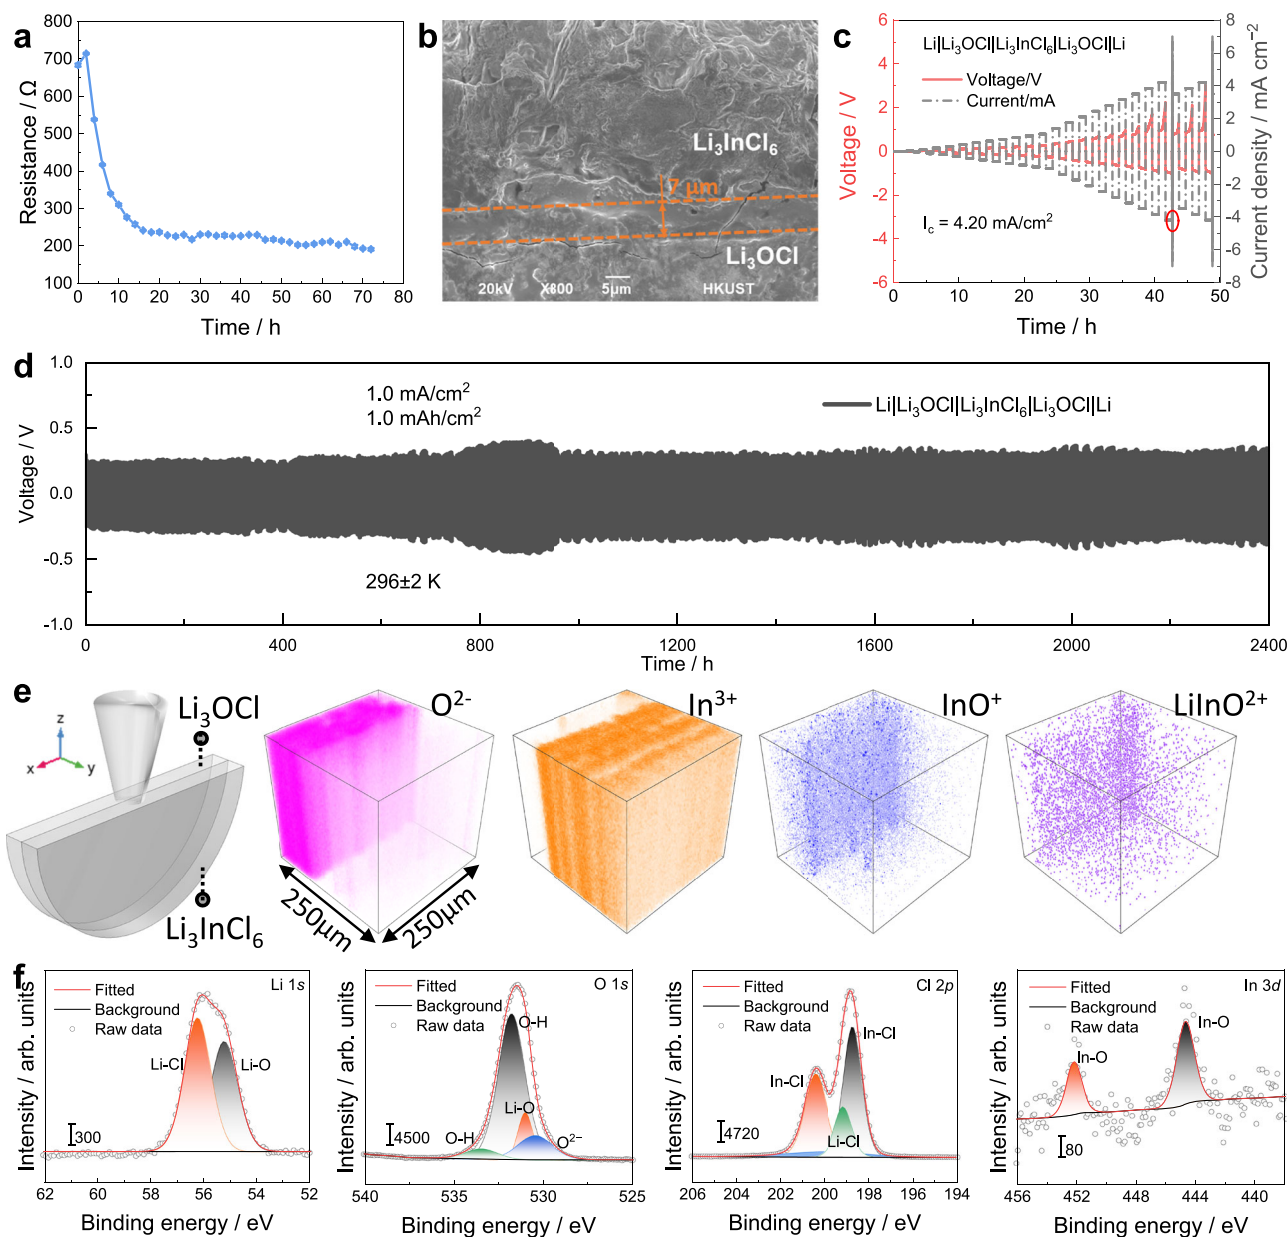 a
Resistance / Ω
800
700
600
500
400
300
200
100
0 10 20 30 40 50 60 70 80
Time / h
b
Li₃InCl₆
7 μm
Li₃OCl
20kV X800 5μm HKUST
c
Li|Li₃OCl|Li₃InCl₆|Li₃OCl|Li
Voltage/V
Current/mA
I꜀ = 4.20 mA/cm²
Voltage / V
6
4
2
0
-2
-4
-6
Current density / mA cm⁻²
8
6
4
2
0
-2
-4
-6
-8
0 10 20 30 40 50
Time / h
d
1.0 mA/cm²
1.0 mAh/cm²
Li|Li₃OCl|Li₃InCl₆|Li₃OCl|Li
296±2 K
Voltage / V
1.0
0.5
0.0
-0.5
-1.0
0 400 800 1200 1600 2000 2400
Time / h
e
z
x
y
Li₃OCl
Li₃InCl₆
O²⁻
250μm
250μm
In³⁺
InO⁺
LiInO²⁺
f
Intensity / arb. units
Fitted
Background
Raw data
Li 1s
Li-Cl
Li-O
300
62 60 58 56 54 52
Binding energy / eV
Intensity / arb. units
Fitted
Background
Raw data
O 1s
O-H
Li-O
O-H
O²⁻
4500
540 535 530 525
Binding energy / eV
Intensity / arb. units
Fitted
Background
Raw data
Cl 2p
In-Cl
In-Cl
Li-Cl
4720
206 204 202 200 198 196 194
Binding energy / eV
Intensity / arb. units
Fitted
Background
Raw data
In 3d
In-O
In-O
80
456 452 448 444 440
Binding energy / eV